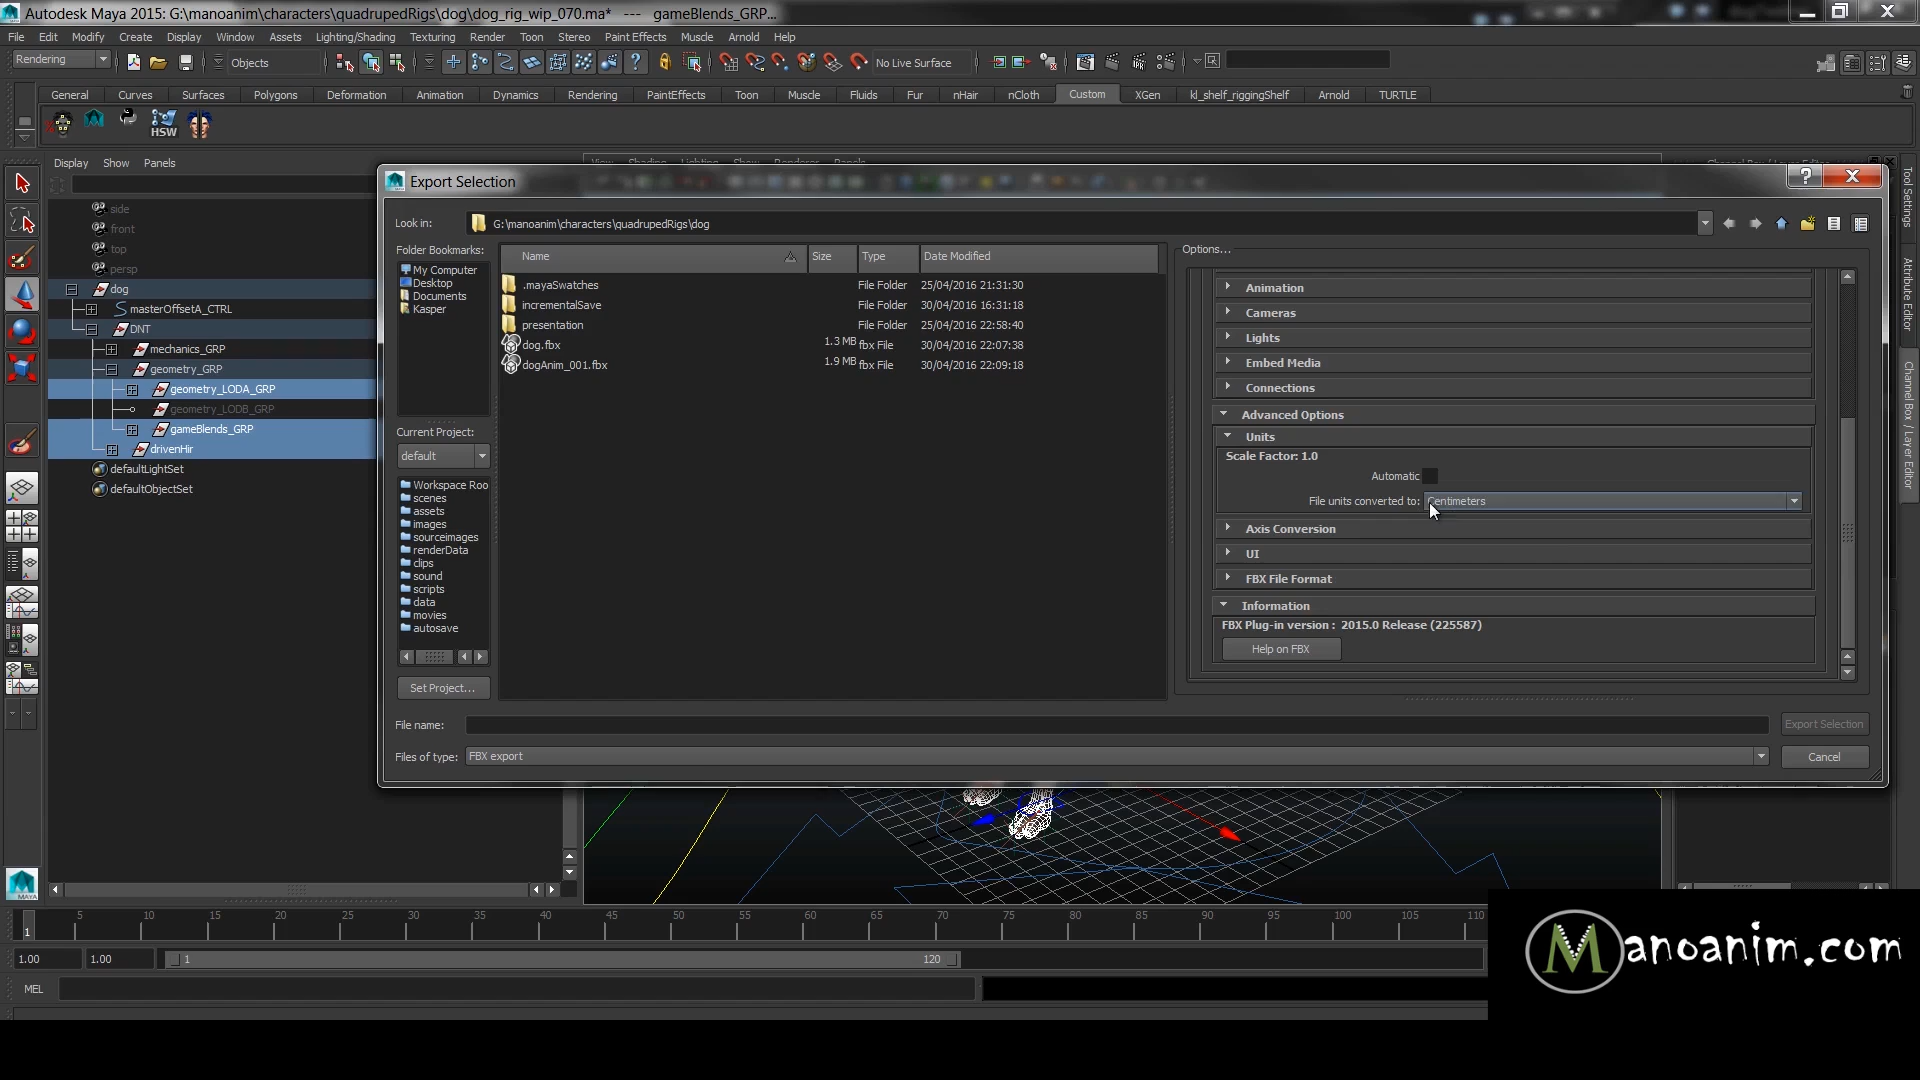 Autodesk Maya 2015: G:\manoanim\characters\quadrupedRigs\dog\dog_rig_wip_070.ma* --- gameBlends_GRP...
File Edit Modify Create Display Window Assets Lighting/Shading Texturing Render Toon Stereo Paint Effects Muscle Arnold Help
Rendering Objects No Live Surface
General Curves Surfaces Polygons Deformation Animation Dynamics Rendering PaintEffects Toon Muscle Fluids Fur nHair nCloth Custom XGen kl_shelf_riggingShelf Arnold TURTLE
HSW
Display Show Panels
View Shading Lighting Show Renderer Panels
side
front
top
persp
dog
masterOffsetA_CTRL
DNT
mechanics_GRP
geometry_GRP
geometry_LODA_GRP
geometry_LODB_GRP
gameBlends_GRP
drivenHir
defaultLightSet
defaultObjectSet
Export Selection
Look in: G:\manoanim\characters\quadrupedRigs\dog
Folder Bookmarks:
My Computer
Desktop
Documents
Kasper
Current Project:
default
Workspace Roo
scenes
assets
images
sourceimages
renderData
clips
sound
scripts
data
movies
autosave
Set Project...
Name Size Type Date Modified
.mayaSwatches File Folder 25/04/2016 21:31:30
incrementalSave File Folder 30/04/2016 16:31:18
presentation File Folder 25/04/2016 22:58:40
dog.fbx 1.3 MB fbx File 30/04/2016 22:07:38
dogAnim_001.fbx 1.9 MB fbx File 30/04/2016 22:09:18
Options...
Animation
Cameras
Lights
Embed Media
Connections
Advanced Options
Units
Scale Factor: 1.0
Automatic
File units converted to: Centimeters
Axis Conversion
UI
FBX File Format
Information
FBX Plug-in version : 2015.0 Release (225587)
Help on FBX
File name: Export Selection
Files of type: FBX export Cancel
Tool Settings
Attribute Editor
Channel Box / Layer Editor
MAYA
5 10 15 20 25 30 35 40 45 50 55 60 65 70 75 80 85 90 95 100 105 110
1
1.00 1.00 1 120
MEL
Manoanim.com